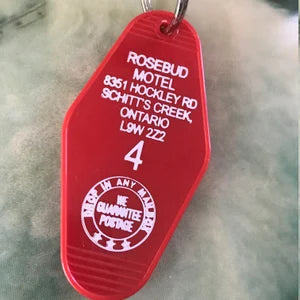 ROSEBUD
MOTEL
8351 HOCKLEY RD
SCHITT'S CREEK,
ONTARIO
L9W 2Z2
4
DROP IN ANY MAILBOX
WE
GUARANTEE
POSTAGE